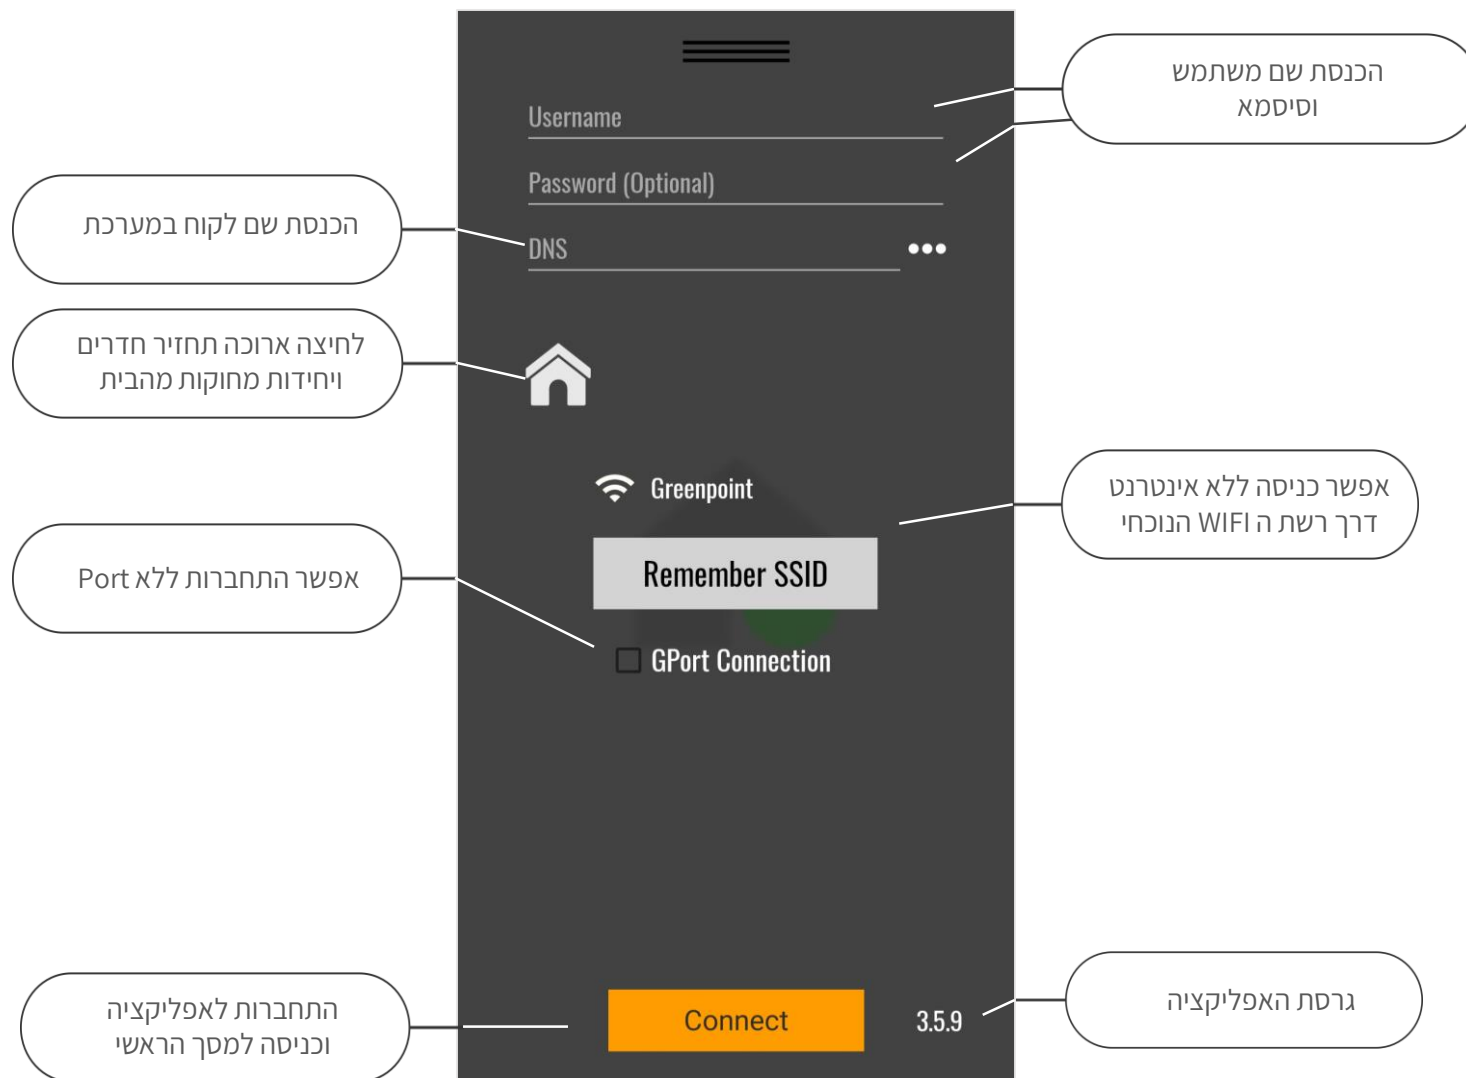 הכנסת שם משתמש
וסיסמא
Username
Password (Optional)
הכנסת שם לקוח במערכת
DNS
לחיצה ארוכה תחזיר חדרים
ויחידות מחוקות מהבית
Greenpoint
אפשר כניסה ללא אינטרנט
דרך רשת ה WIFI הנוכחי
Remember SSID
אפשר התחברות ללא Port
GPort Connection
התחברות לאפליקציה
וכניסה למסך הראשי
Connect
3.5.9
גרסת האפליקציה